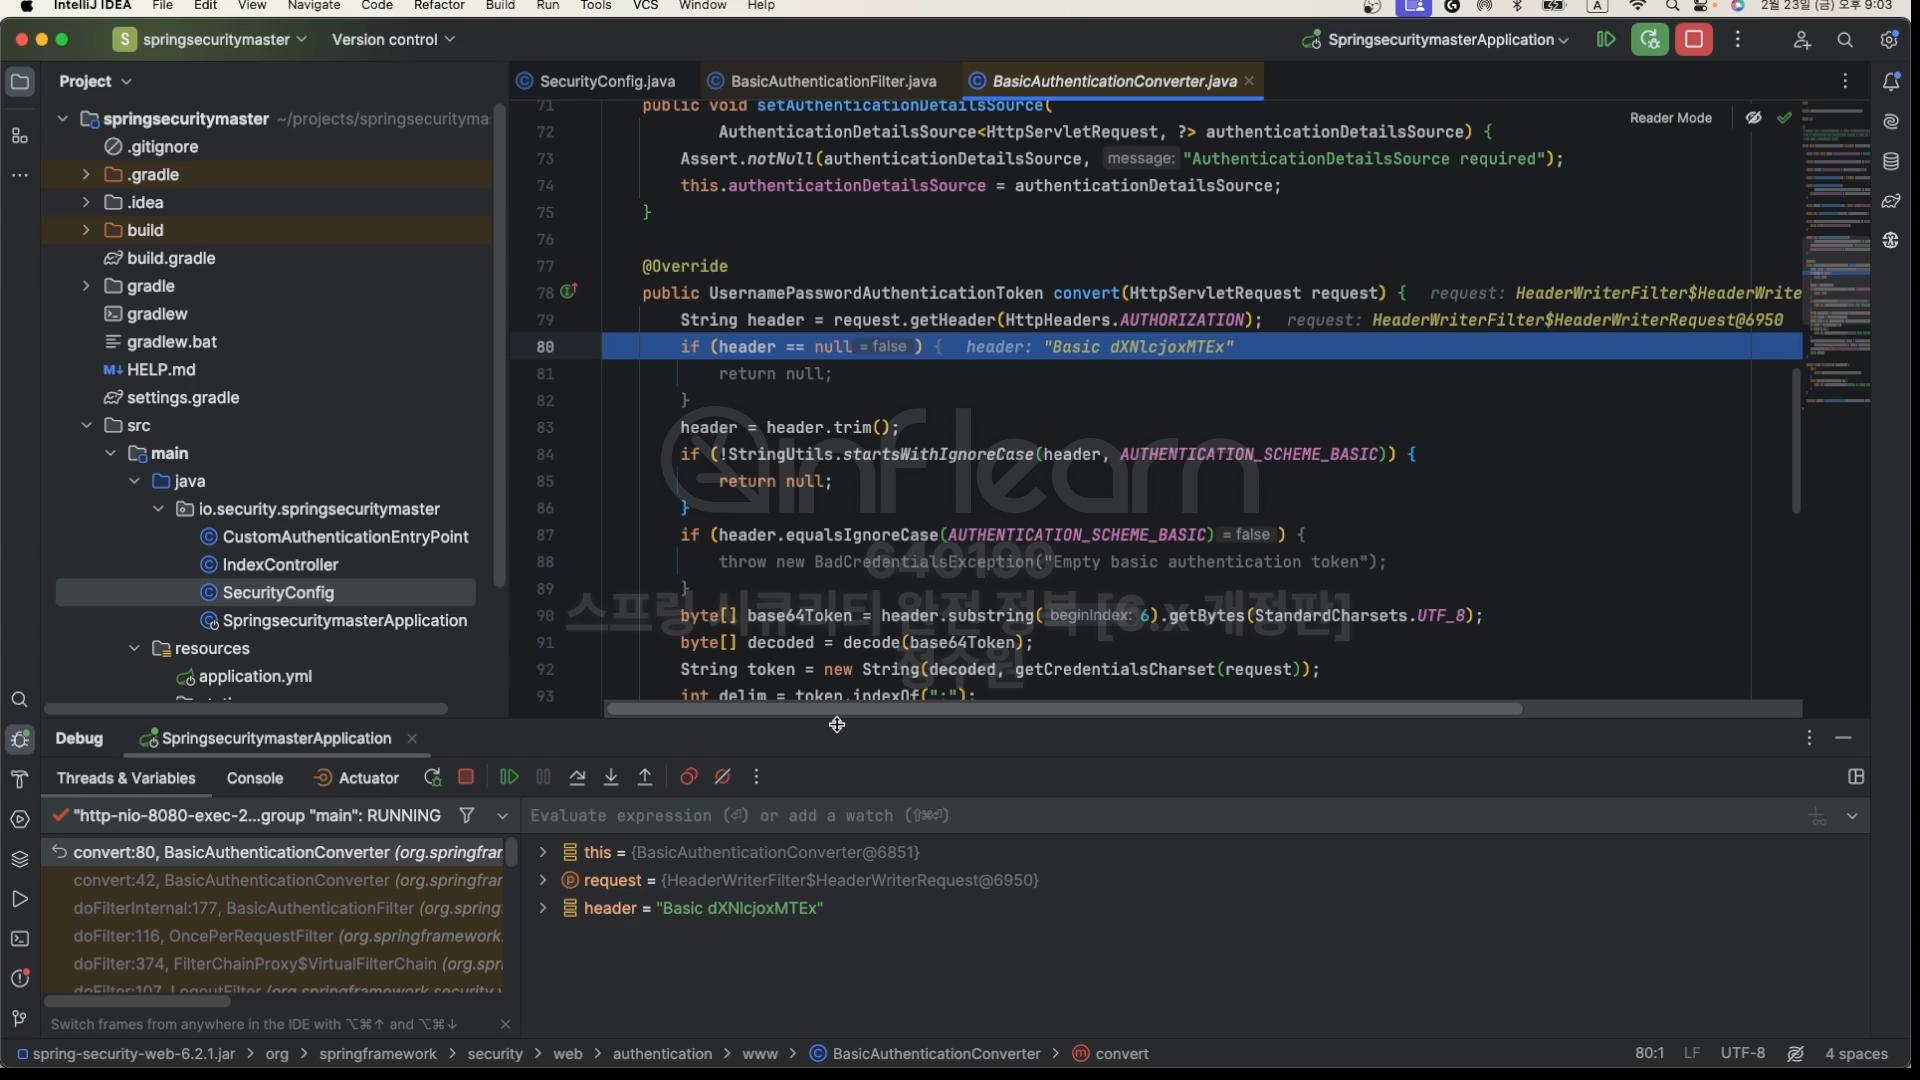 IntelliJ IDEA File Edit View Navigate Code Refactor Build Run Tools VCS Window Help A 2월 23일 (금) 오후 9:03
S springsecuritymaster Version control SpringsecuritymasterApplication
Project
SecurityConfig.java BasicAuthenticationFilter.java BasicAuthenticationConverter.java
springsecuritymaster ~/projects/springsecurityma
.gitignore
.gradle
.idea
build
build.gradle
gradle
gradlew
gradlew.bat
M↓ HELP.md
settings.gradle
src
main
java
io.security.springsecuritymaster
CustomAuthenticationEntryPoint
IndexController
SecurityConfig
SpringsecuritymasterApplication
resources
application.yml
Reader Mode
71 public void setAuthenticationDetailsSource(
72 AuthenticationDetailsSource<HttpServletRequest, ?> authenticationDetailsSource) {
73 Assert.notNull(authenticationDetailsSource, message: "AuthenticationDetailsSource required");
74 this.authenticationDetailsSource = authenticationDetailsSource;
75 }
76
77 @Override
78 public UsernamePasswordAuthenticationToken convert(HttpServletRequest request) { request: HeaderWriterFilter$HeaderWrite
79 String header = request.getHeader(HttpHeaders.AUTHORIZATION); request: HeaderWriterFilter$HeaderWriterRequest@6950
80 if (header == null = false ) { header: "Basic dXNlcjoxMTEx"
81 return null;
82 }
83 header = header.trim();
84 if (!StringUtils.startsWithIgnoreCase(header, AUTHENTICATION_SCHEME_BASIC)) {
85 return null;
86 }
87 if (header.equalsIgnoreCase(AUTHENTICATION_SCHEME_BASIC) = false ) {
88 throw new BadCredentialsException("Empty basic authentication token");
89 }
90 byte[] base64Token = header.substring( beginIndex: 6).getBytes(StandardCharsets.UTF_8);
91 byte[] decoded = decode(base64Token);
92 String token = new String(decoded, getCredentialsCharset(request));
93 int delim = token.indexOf(":");
inflearn
640199
스프링 시큐리티 완전 정복 [6.x 개정판]
정수원
Debug SpringsecuritymasterApplication
Threads & Variables Console Actuator
"http-nio-8080-exec-2...group "main": RUNNING
Evaluate expression (⏎) or add a watch (⇧⌘⏎)
convert:80, BasicAuthenticationConverter (org.springfran
convert:42, BasicAuthenticationConverter (org.springfrar
doFilterInternal:177, BasicAuthenticationFilter (org.spring
doFilter:116, OncePerRequestFilter (org.springframework.
doFilter:374, FilterChainProxy$VirtualFilterChain (org.spri
doFilter:107, LogoutFilter (org.springframework.security.
this = {BasicAuthenticationConverter@6851}
request = {HeaderWriterFilter$HeaderWriterRequest@6950}
header = "Basic dXNlcjoxMTEx"
Switch frames from anywhere in the IDE with ⌥⌘↑ and ⌥⌘↓
spring-security-web-6.2.1.jar > org > springframework > security > web > authentication > www > BasicAuthenticationConverter > convert
80:1 LF UTF-8 4 spaces